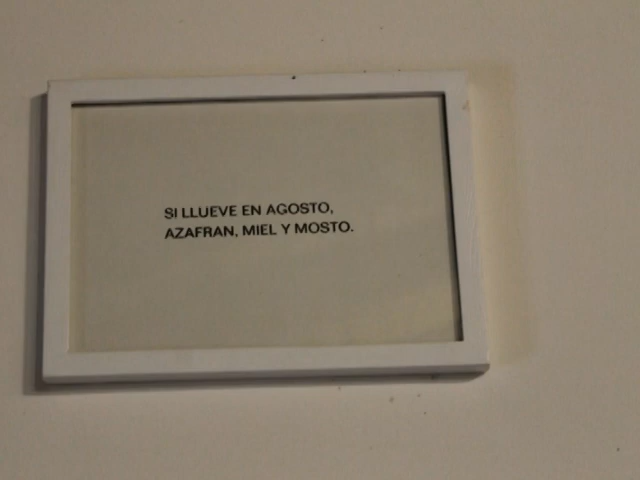 SI LLUEVE EN AGOSTO,
AZAFRAN, MIEL Y MOSTO.